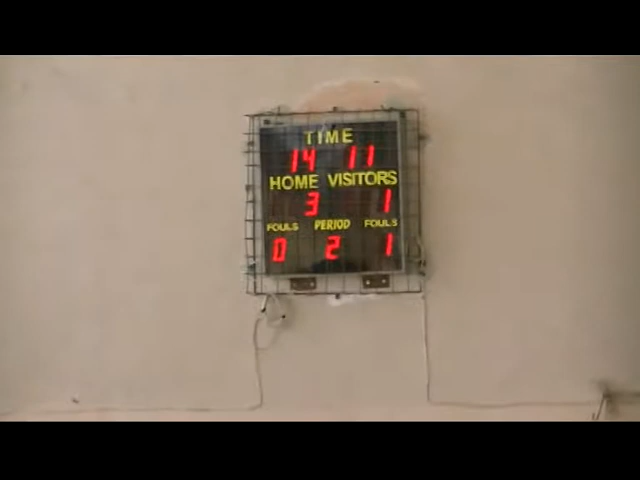 TIME
14 11
HOME VISITORS
3 1
FOULS PERIOD FOULS
0 2 1